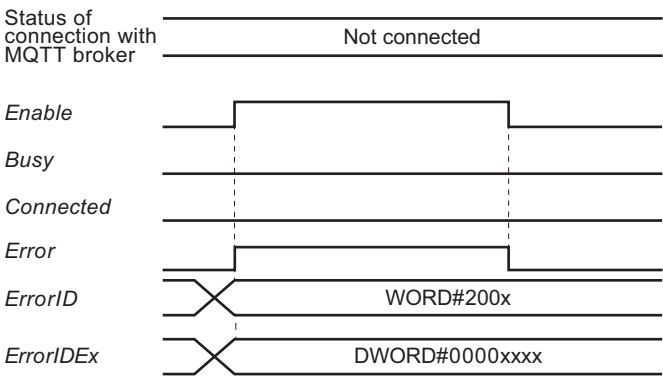 Status of
connection with
MQTT broker
Not connected
Enable
Busy
Connected
Error
ErrorID
WORD#200x
ErrorIDEx
DWORD#0000xxxx